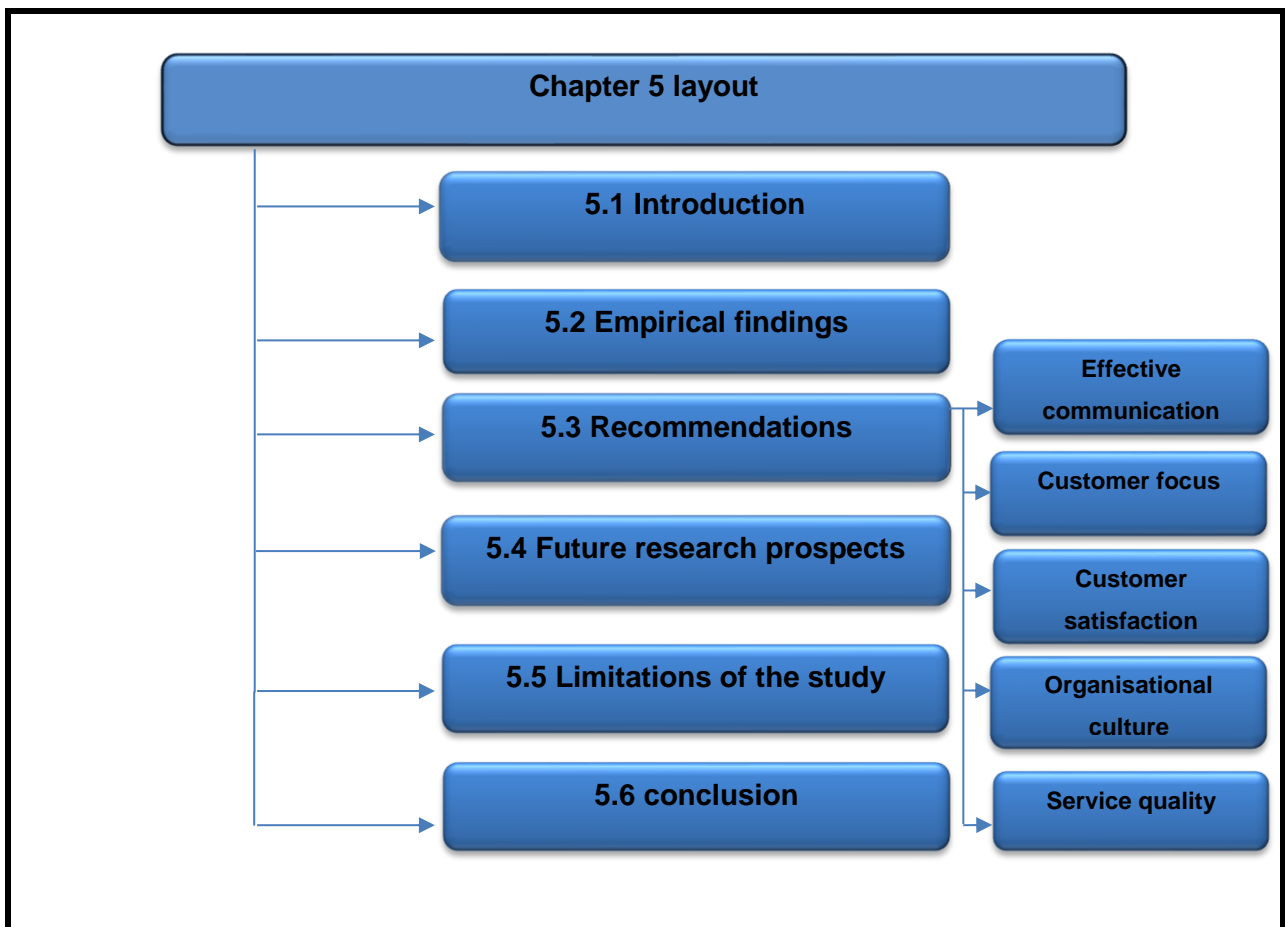 Chapter 5 layout
5.1 Introduction
5.2 Empirical findings
5.3 Recommendations
Effective
communication
Customer focus
Customer
satisfaction
Organisational
culture
Service quality
5.4 Future research prospects
5.5 Limitations of the study
5.6 conclusion